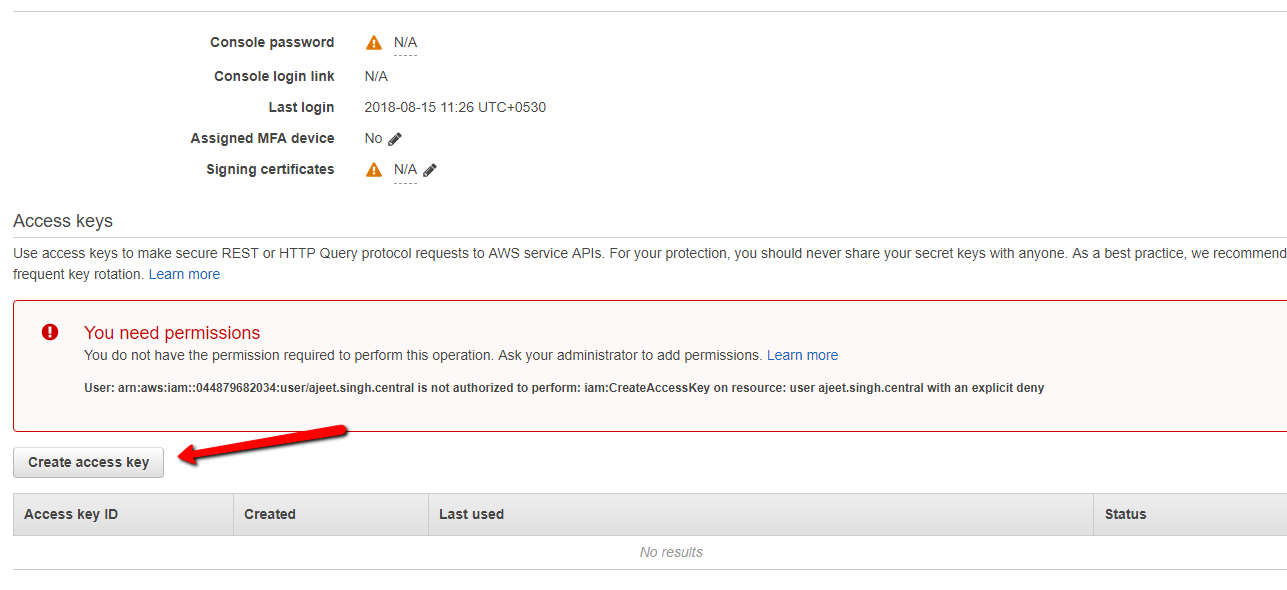 Console password N/A
Console login link N/A
Last login 2018-08-15 11:26 UTC+0530
Assigned MFA device No
Signing certificates N/A
Access keys
Use access keys to make secure REST or HTTP Query protocol requests to AWS service APIs. For your protection, you should never share your secret keys with anyone. As a best practice, we recommend
frequent key rotation. Learn more
You need permissions
You do not have the permission required to perform this operation. Ask your administrator to add permissions. Learn more
User: arn:aws:iam::044879682034:user/ajeet.singh.central is not authorized to perform: iam:CreateAccessKey on resource: user ajeet.singh.central with an explicit deny
Create access key
Access key ID Created Last used Status
No results